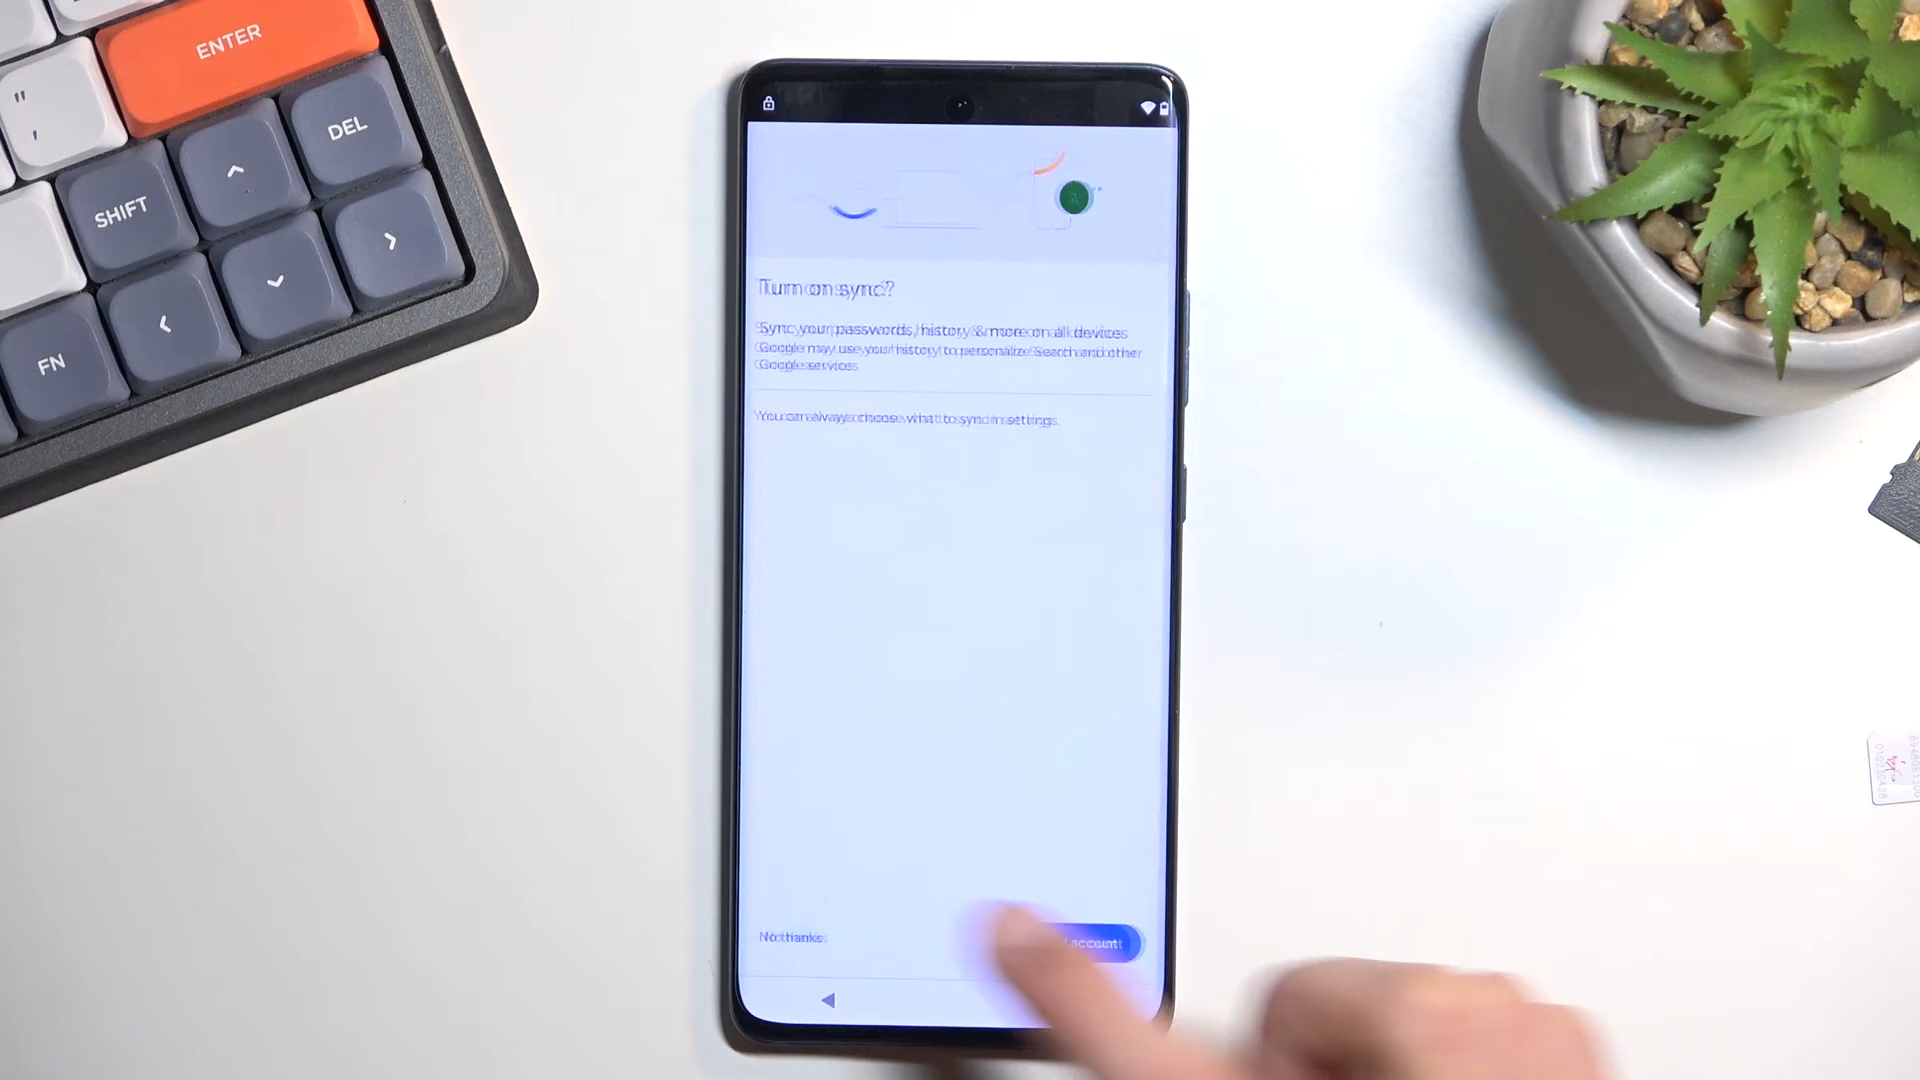 ENTER
"
,
DEL
SHIFT
FN
Turn on sync?
Sync your passwords, history & more on all devices
Google may use your history to personalize Search and other
Google services
You can always choose what to sync in settings.
No thanks
account